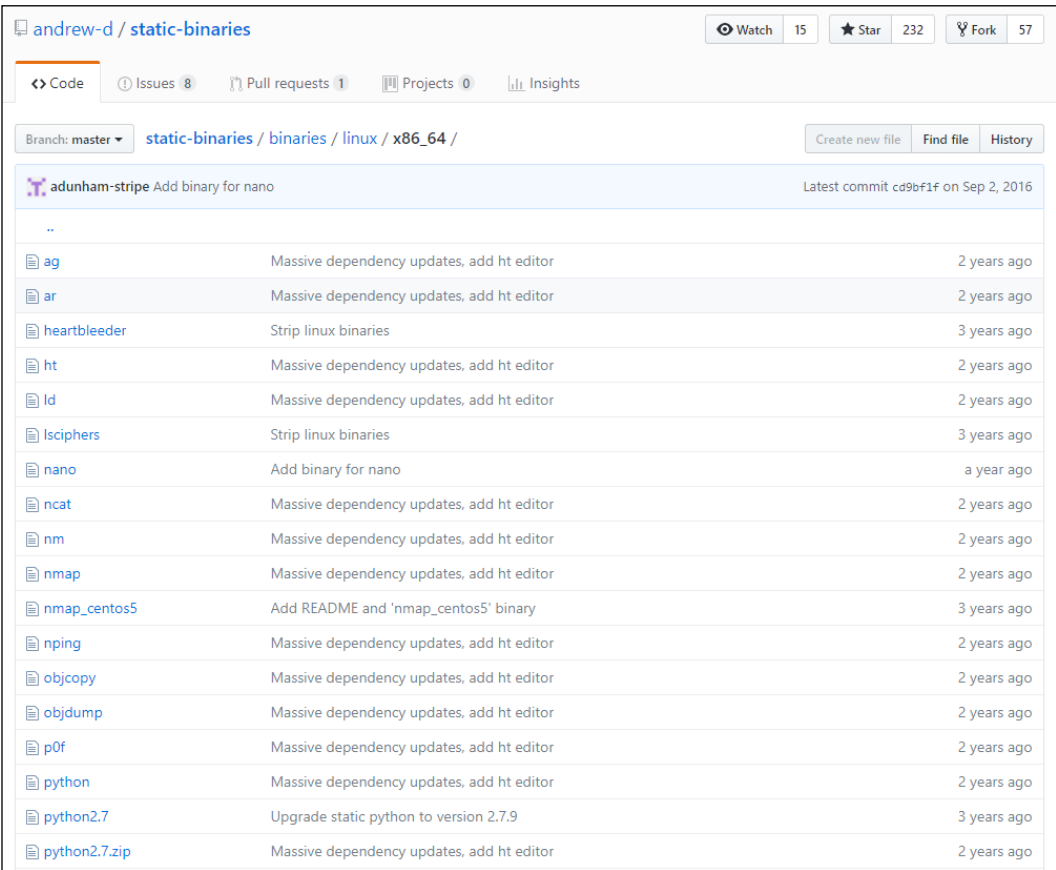 andrew-d / static-binaries Watch 15 Star 232 Fork 57
Code Issues 8 Pull requests 1 Projects 0 Insights
Branch: master static-binaries / binaries / linux / x86_64 / Create new file Find file History
adunham-stripe Add binary for nano Latest commit cd9bf1f on Sep 2, 2016
..
ag Massive dependency updates, add ht editor 2 years ago
ar Massive dependency updates, add ht editor 2 years ago
heartbleeder Strip linux binaries 3 years ago
ht Massive dependency updates, add ht editor 2 years ago
ld Massive dependency updates, add ht editor 2 years ago
lsciphers Strip linux binaries 3 years ago
nano Add binary for nano a year ago
ncat Massive dependency updates, add ht editor 2 years ago
nm Massive dependency updates, add ht editor 2 years ago
nmap Massive dependency updates, add ht editor 2 years ago
nmap_centos5 Add README and 'nmap_centos5' binary 3 years ago
nping Massive dependency updates, add ht editor 2 years ago
objcopy Massive dependency updates, add ht editor 2 years ago
objdump Massive dependency updates, add ht editor 2 years ago
p0f Massive dependency updates, add ht editor 2 years ago
python Massive dependency updates, add ht editor 2 years ago
python2.7 Upgrade static python to version 2.7.9 3 years ago
python2.7.zip Massive dependency updates, add ht editor 2 years ago